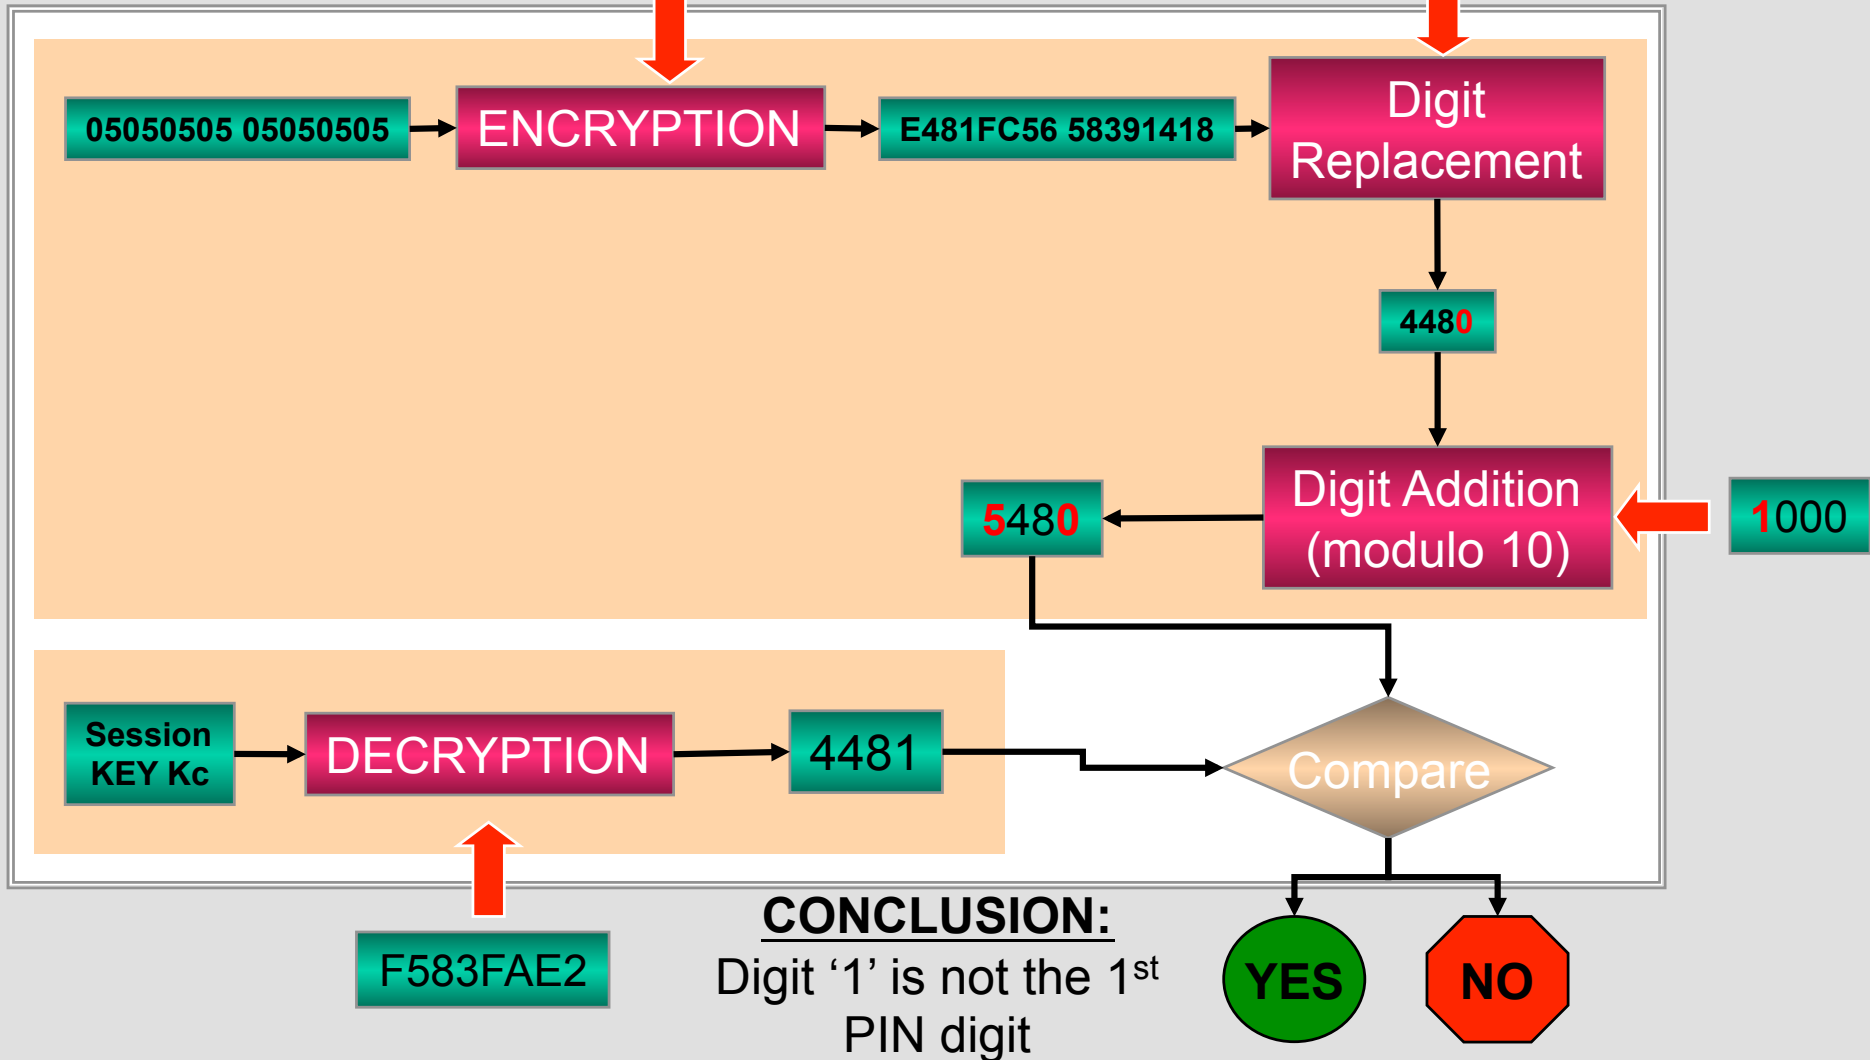 05050505 05050505
ENCRYPTION
E481FC56 58391418
Digit
Replacement
4480
5480
Digit Addition
(modulo 10)
1000
Session
KEY Kc
DECRYPTION
4481
Compare
F583FAE2
CONCLUSION:
Digit ‘1’ is not the 1st
PIN digit
YES
NO